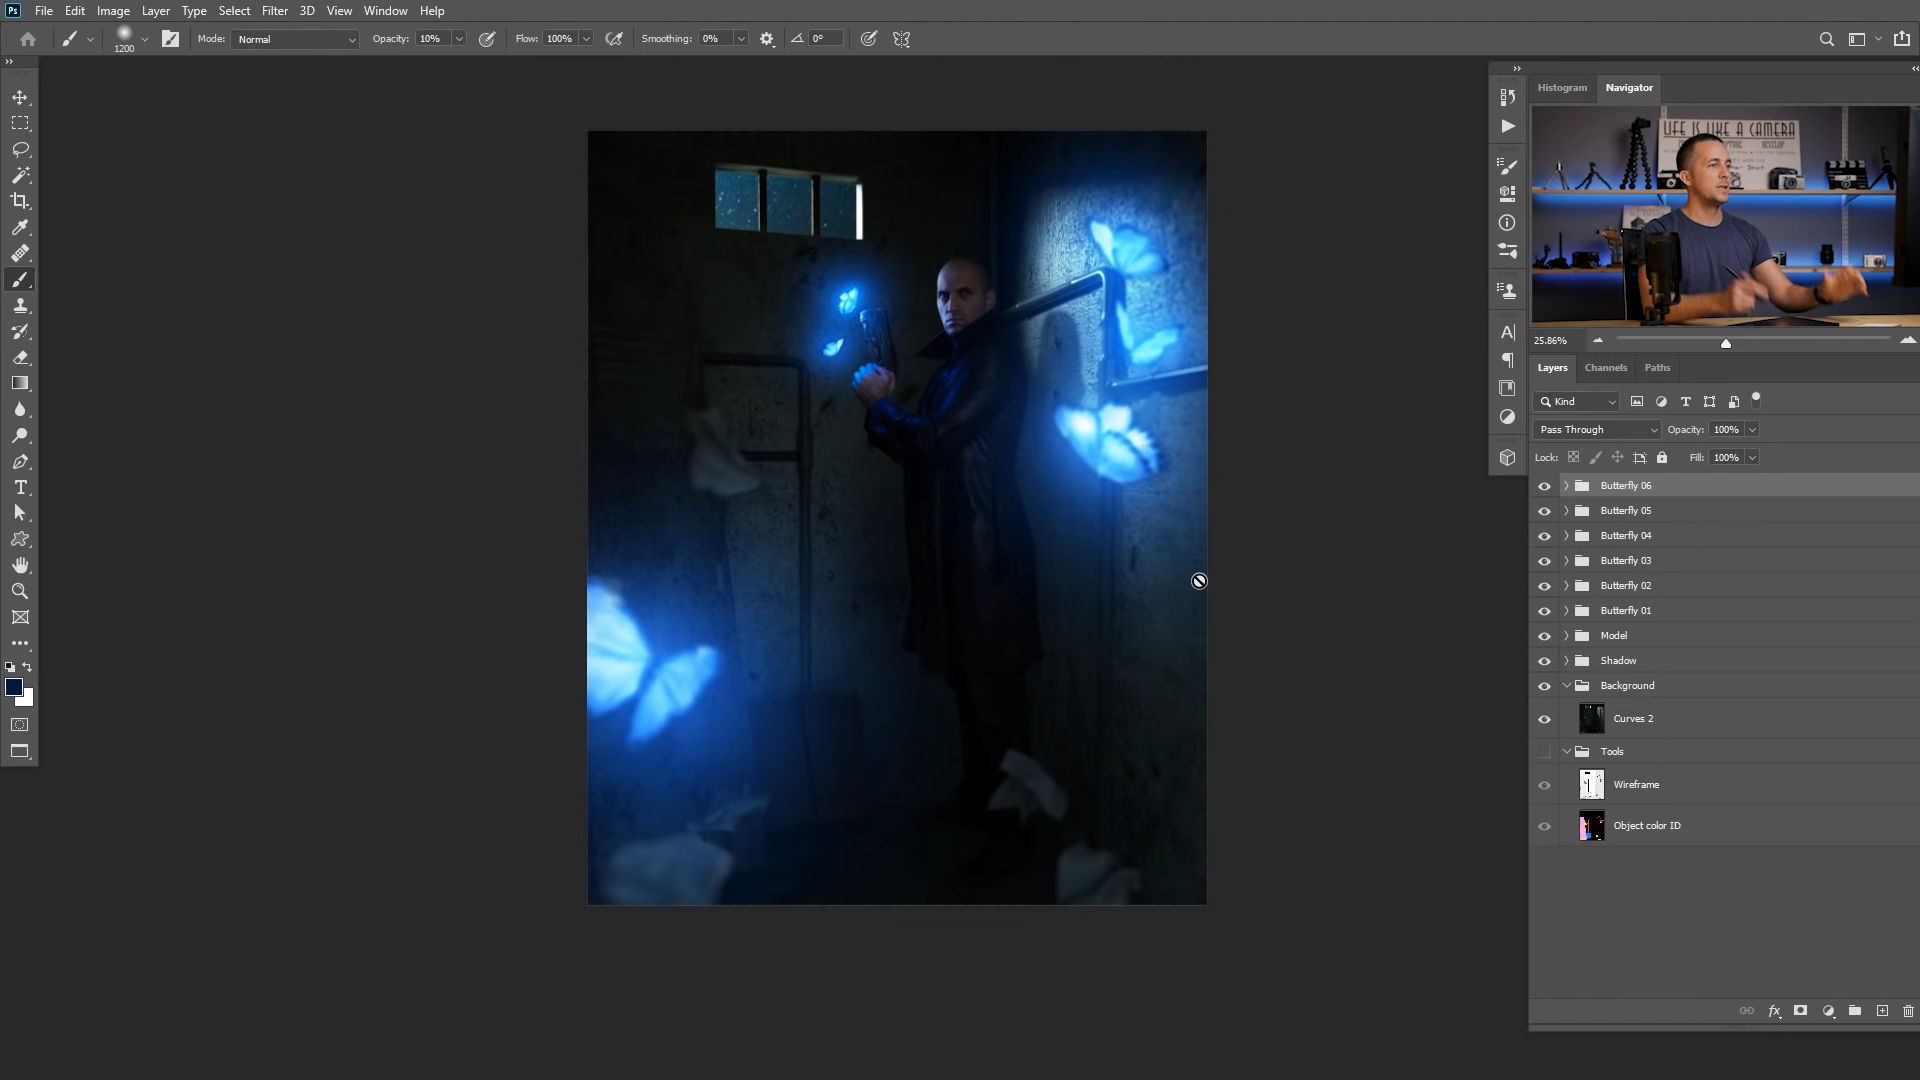 Ps File Edit Image Layer Type Select Filter 3D View Window Help
1200 Mode: Normal Opacity: 10% Flow: 100% Smoothing: 0% 0°
Histogram Navigator
LIFE IS LIKE A CAMERA
25.86%
Layers Channels Paths
Kind
Pass Through Opacity: 100%
Lock: Fill: 100%
Butterfly 06
Butterfly 05
Butterfly 04
Butterfly 03
Butterfly 02
Butterfly 01
Model
Shadow
Background
Curves 2
Tools
Wireframe
Object color ID